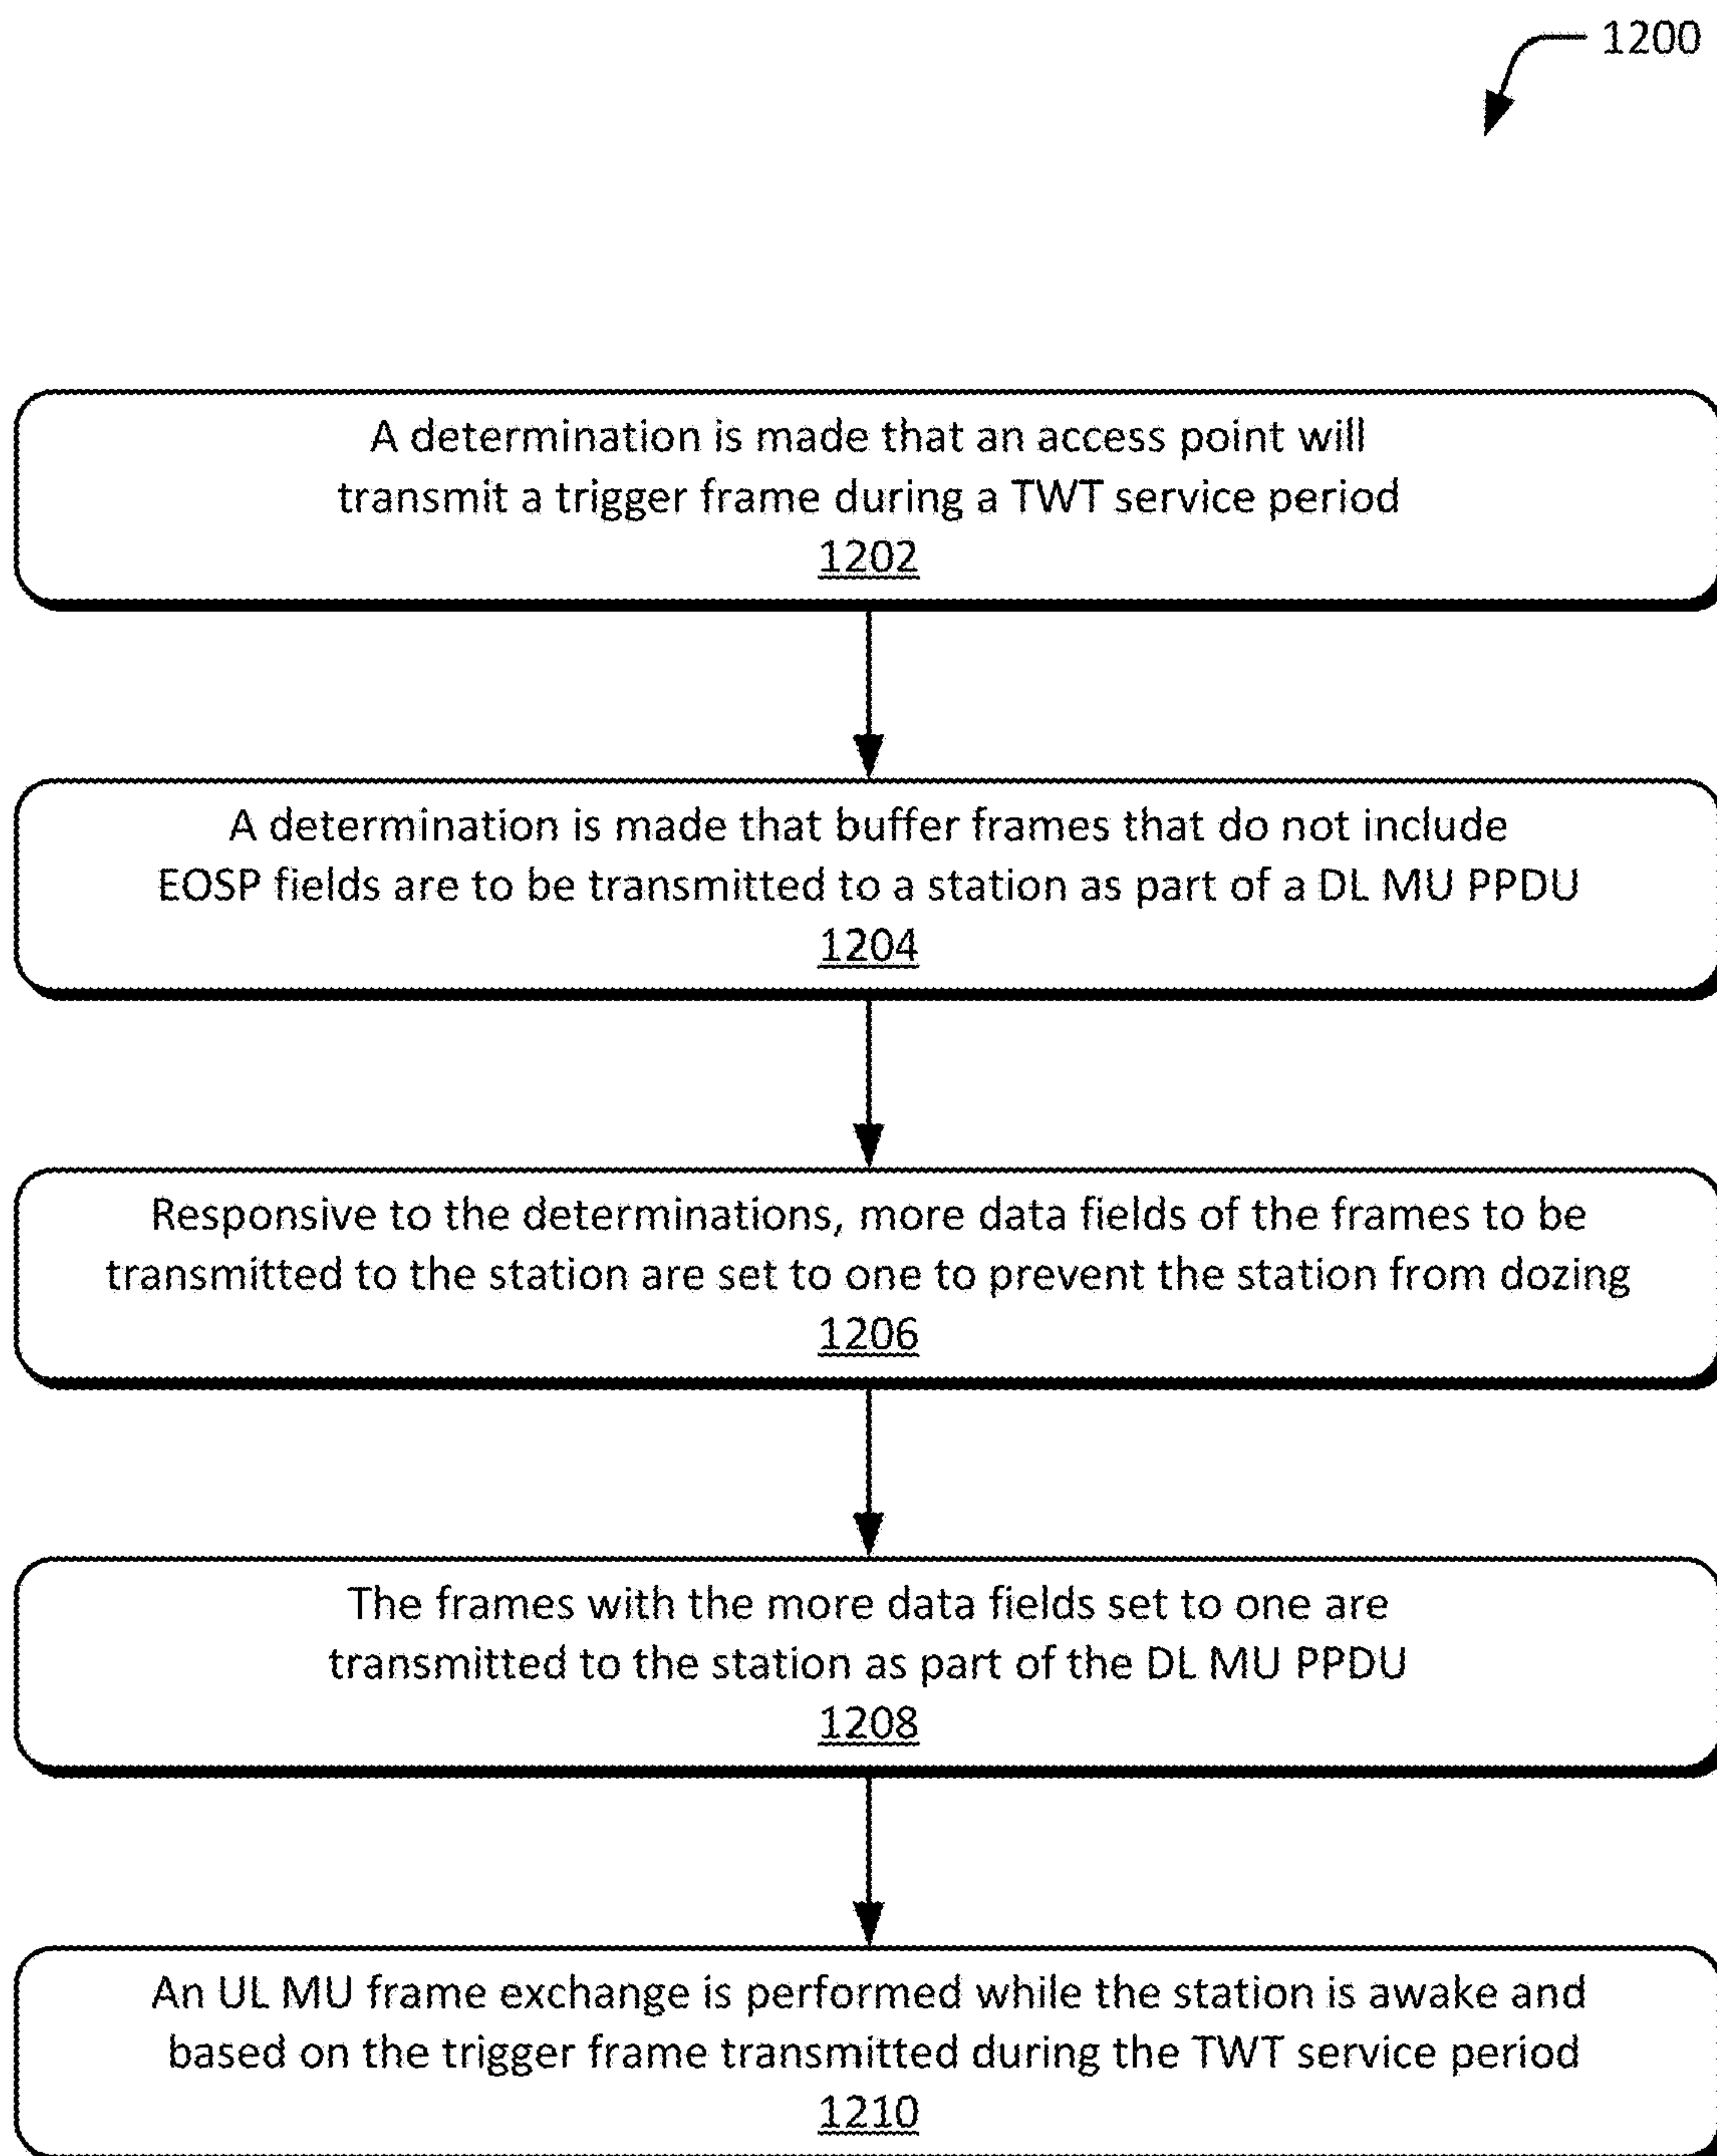 1200
A determination is made that an access point will
transmit a trigger frame during a TWT service period
1202
A determination is made that buffer frames that do not include
EOSP fields are to be transmitted to a station as part of a DL MU PPDU
1204
Responsive to the determinations, more data fields of the frames to be
transmitted to the station are set to one to prevent the station from dozing
1206
The frames with the more data fields set to one are
transmitted to the station as part of the DL MU PPDU
1208
An UL MU frame exchange is performed while the station is awake and
based on the trigger frame transmitted during the TWT service period
1210